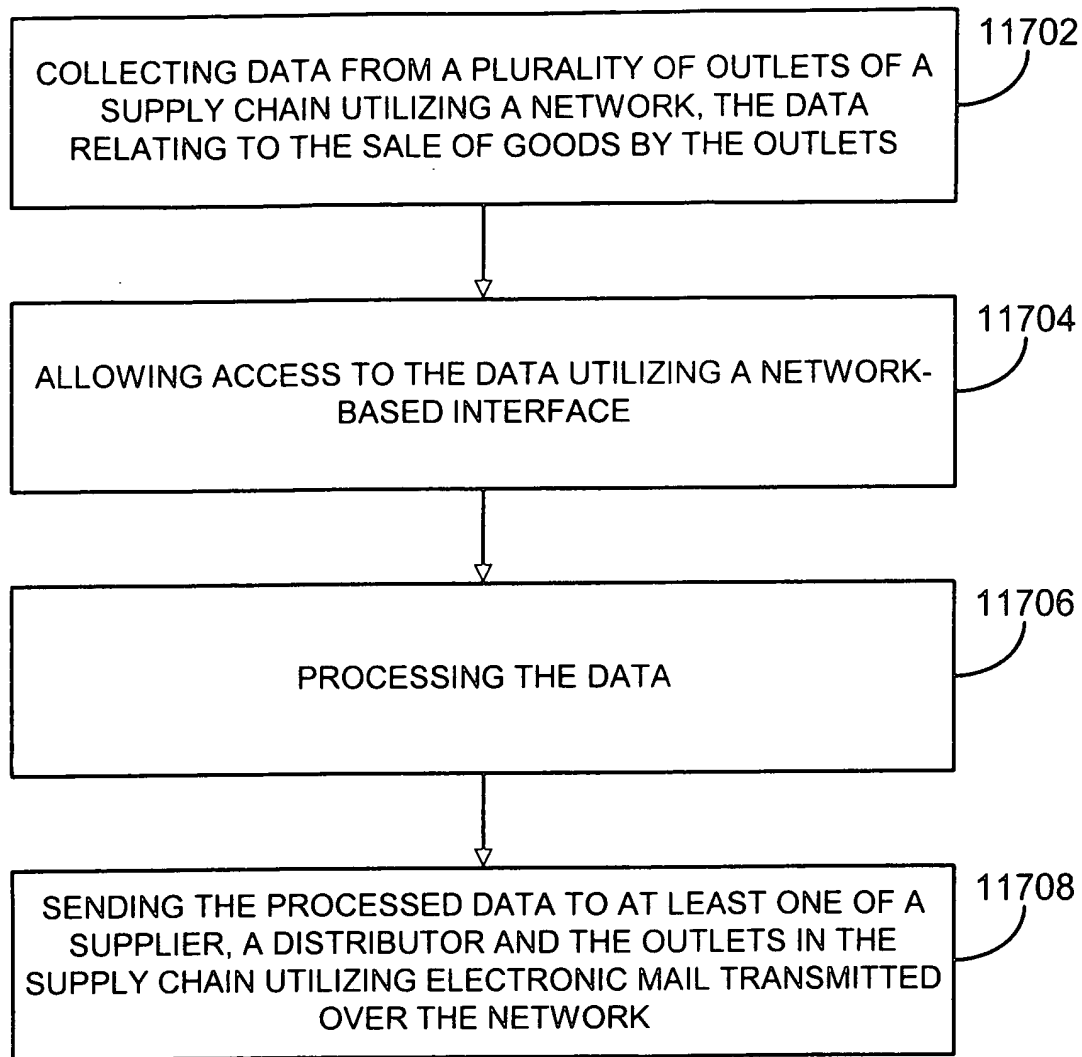 11702
COLLECTING DATA FROM A PLURALITY OF OUTLETS OF A
SUPPLY CHAIN UTILIZING A NETWORK, THE DATA
RELATING TO THE SALE OF GOODS BY THE OUTLETS
11704
ALLOWING ACCESS TO THE DATA UTILIZING A NETWORK-
BASED INTERFACE
11706
PROCESSING THE DATA
11708
SENDING THE PROCESSED DATA TO AT LEAST ONE OF A
SUPPLIER, A DISTRIBUTOR AND THE OUTLETS IN THE
SUPPLY CHAIN UTILIZING ELECTRONIC MAIL TRANSMITTED
OVER THE NETWORK